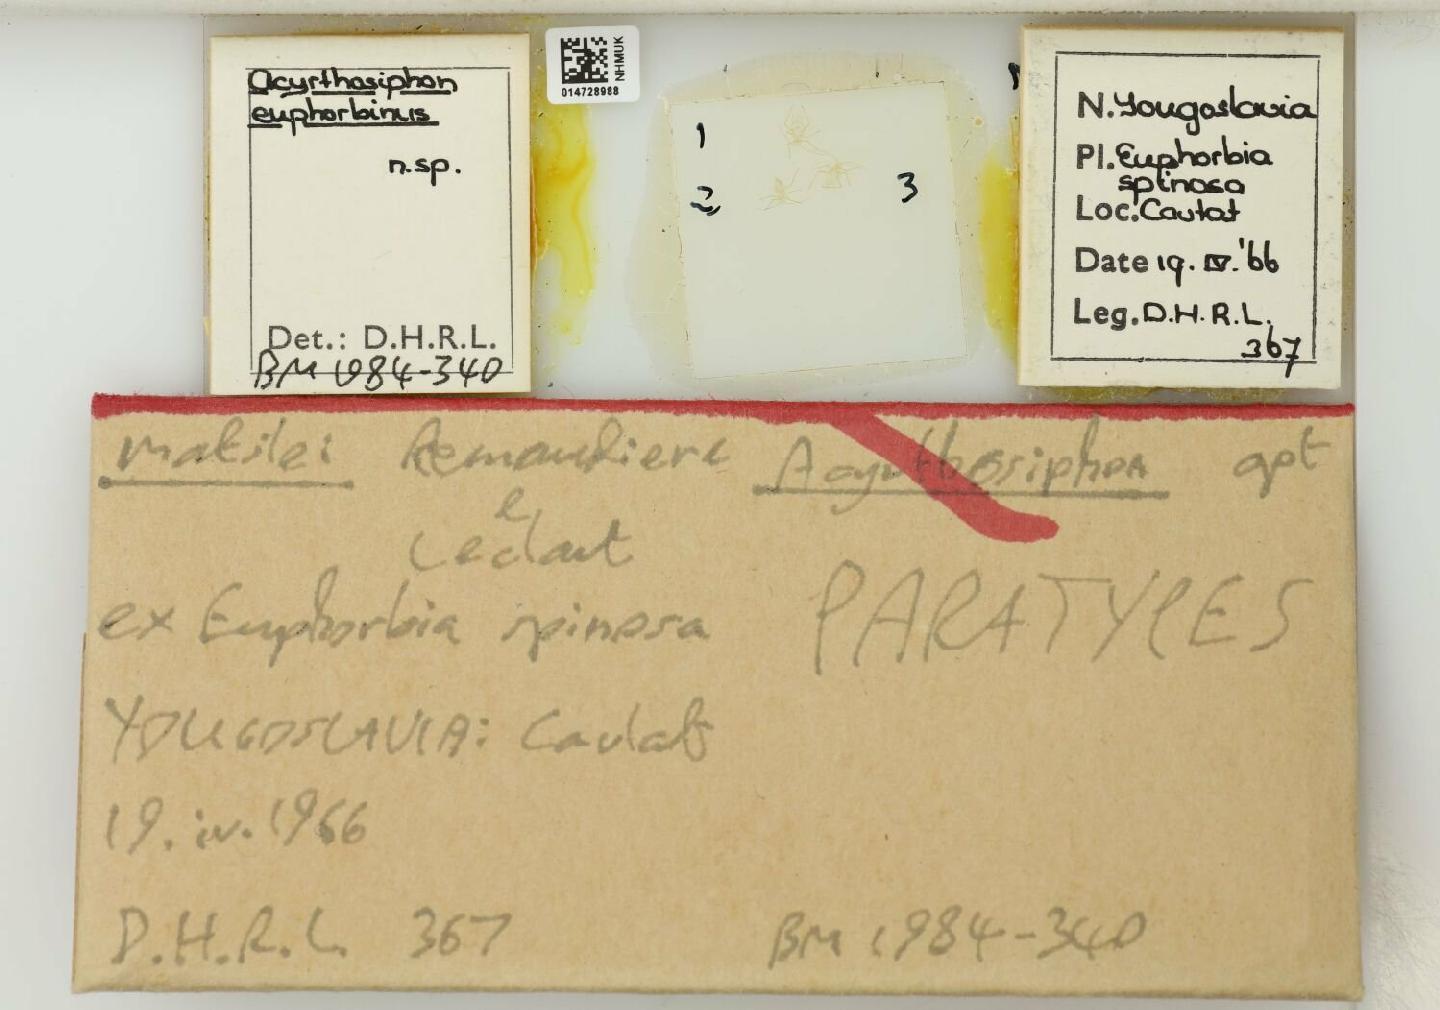 Acyrthosiphon
euphorbinus
n.sp.
Det.: D.H.R.L.
BM 1984-340
NHMUK
014728988
1
2
3
N. Yougoslavia
Pl. Euphorbia
spinosa
Loc. Cavtat
Date 19. IV. '66
Leg. D.H.R.L.
367
matilei Remaudiere Acyrthosiphon apt
&
Leclant
ex Euphorbia spinosa PARATYPES
YOUGOSLAVIA: Cavtat
19. iv. 1966
D.H.R.L. 367 BM 1984-340